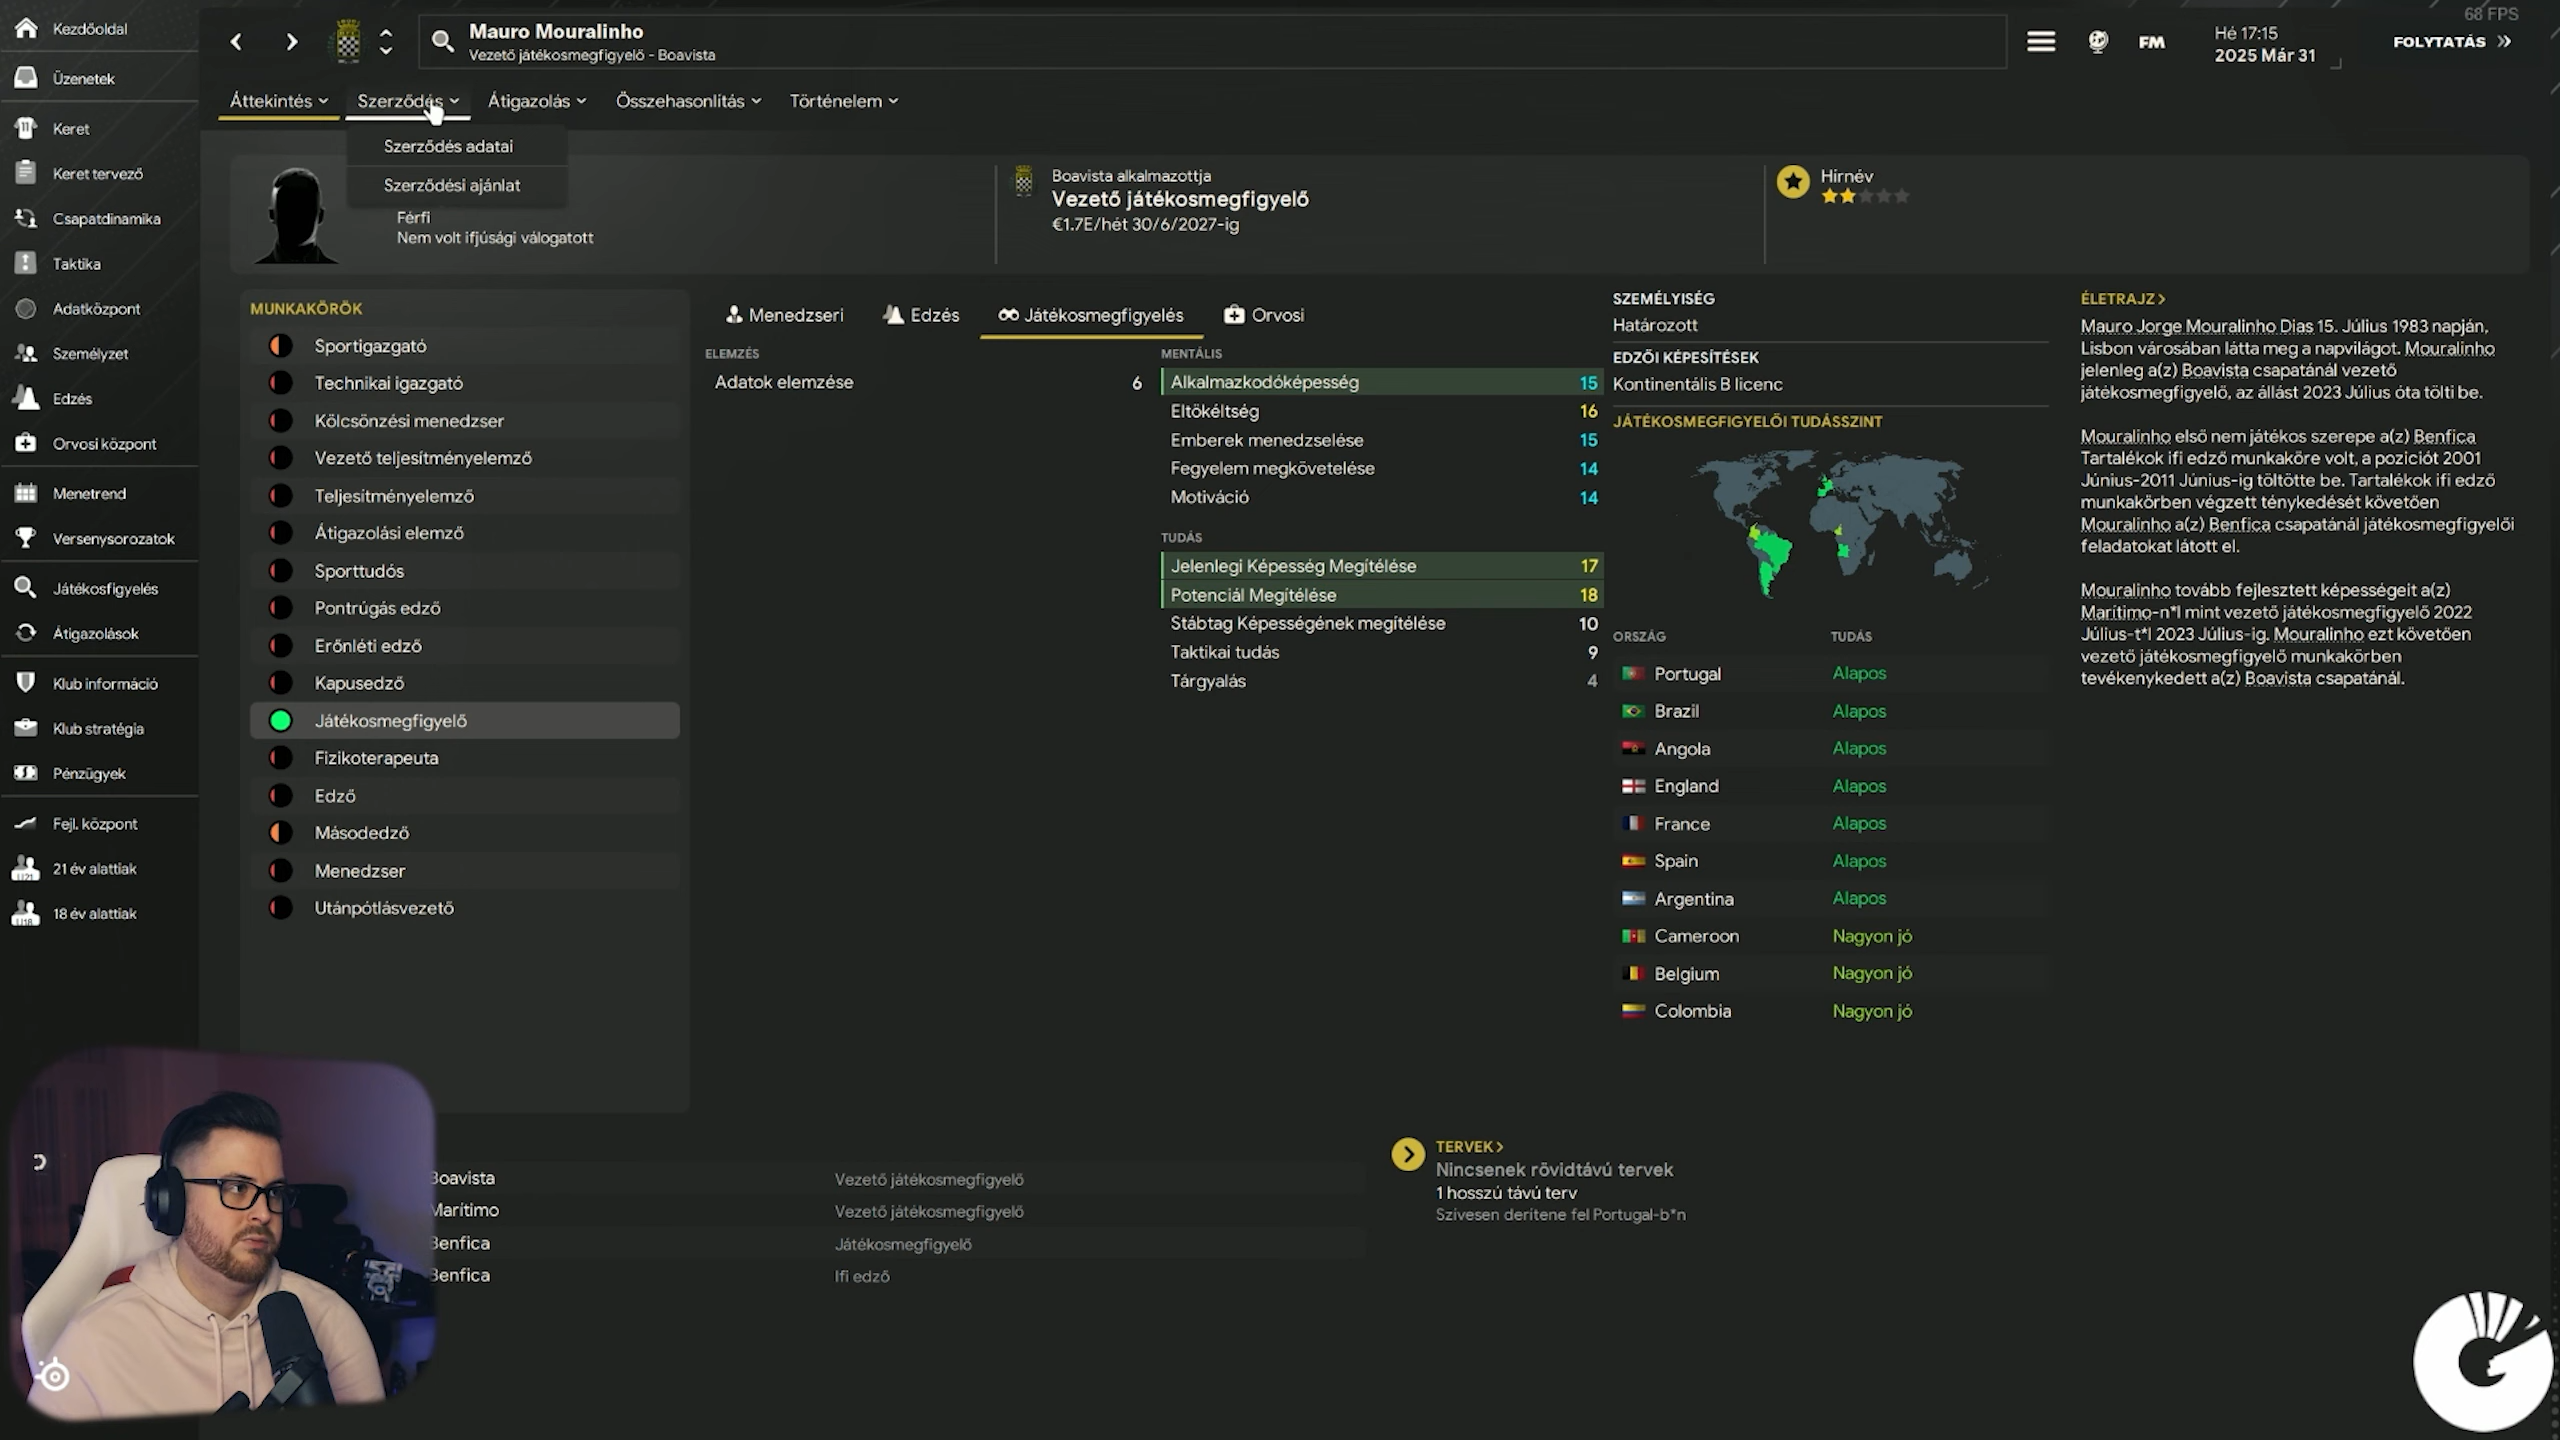 68 FPS
Kezdőoldal
Üzenetek
Keret
Keret tervező
Csapatdinamika
Taktika
Adatközpont
Személyzet
Edzés
Orvosi központ
Menetrend
Versenysorozatok
Játékosfigyelés
Átigazolások
Klub információ
Klub stratégia
Pénzügyek
Fejl. központ
21 év alattiak
18 év alattiak
Mauro Mouralinho
Vezető játékosmegfigyelő - Boavista
FM
Hé 17:15
2025 Már 31
FOLYTATÁS
Áttekintés
Szerződés
Átigazolás
Összehasonlítás
Történelem
Szerződés adatai
Szerződési ajánlat
Férfi
Nem volt ifjúsági válogatott
Boavista alkalmazottja
Vezető játékosmegfigyelő
€1.7E/hét 30/6/2027-ig
Hírnév
MUNKAKÖRÖK
Sportigazgató
Technikai igazgató
Kölcsönzési menedzser
Vezető teljesítményelemző
Teljesítményelemző
Átigazolási elemző
Sporttudós
Pontrúgás edző
Erőnléti edző
Kapusedző
Játékosmegfigyelő
Fizikoterapeuta
Edző
Másodedző
Menedzser
Utánpótlásvezető
Menedzseri
Edzés
Játékosmegfigyelés
Orvosi
ELEMZÉS
Adatok elemzése 6
MENTÁLIS
Alkalmazkodóképesség 15
Eltökéltség 16
Emberek menedzselése 15
Fegyelem megkövetelése 14
Motiváció 14
TUDÁS
Jelenlegi Képesség Megítélése 17
Potenciál Megítélése 18
Stábtag Képességének megítélése 10
Taktikai tudás 9
Tárgyalás 4
SZEMÉLYISÉG
Határozott
EDZŐI KÉPESÍTÉSEK
Kontinentális B licenc
JÁTÉKOSMEGFIGYELŐI TUDÁSSZINT
ORSZÁG TUDÁS
Portugal Alapos
Brazil Alapos
Angola Alapos
England Alapos
France Alapos
Spain Alapos
Argentina Alapos
Cameroon Nagyon jó
Belgium Nagyon jó
Colombia Nagyon jó
ÉLETRAJZ
Mauro Jorge Mouralinho Dias 15. Július 1983 napján,
Lisbon városában látta meg a napvilágot. Mouralinho
jelenleg a(z) Boavista csapatánál vezető
játékosmegfigyelő, az állást 2023 Július óta tölti be.
Mouralinho első nem játékos szerepe a(z) Benfica
Tartalékok ifi edző munkaköre volt, a poziciót 2001
Június-2011 Június-ig töltötte be. Tartalékok ifi edző
munkakörben végzett ténykedését követően
Mouralinho a(z) Benfica csapatánál játékosmegfigyelői
feladatokat látott el.
Mouralinho tovább fejlesztett képességeit a(z)
Marítimo-n*l mint vezető játékosmegfigyelő 2022
Július-t*l 2023 Július-ig. Mouralinho ezt követően
vezető játékosmegfigyelő munkakörben
tevékenykedett a(z) Boavista csapatánál.
Boavista Vezető játékosmegfigyelő
Marítimo Vezető játékosmegfigyelő
Benfica Játékosmegfigyelő
Benfica Ifi edző
TERVEK
Nincsenek rövidtávú tervek
1 hosszú távú terv
Szívesen derítene fel Portugal-b*n